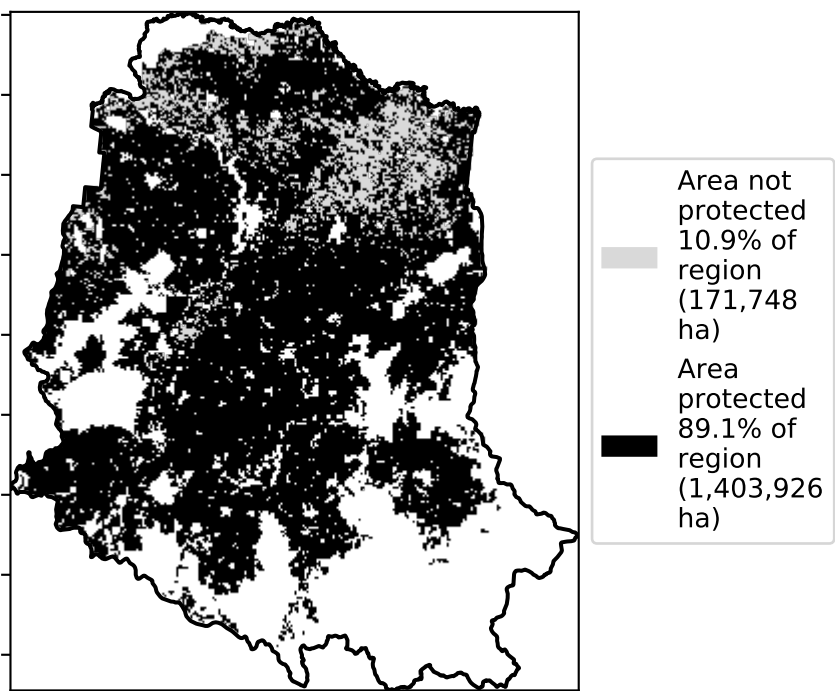 Area not
protected
10.9% of
region
(171,748
ha)
Area
protected
89.1% of
region
(1,403,926
ha)